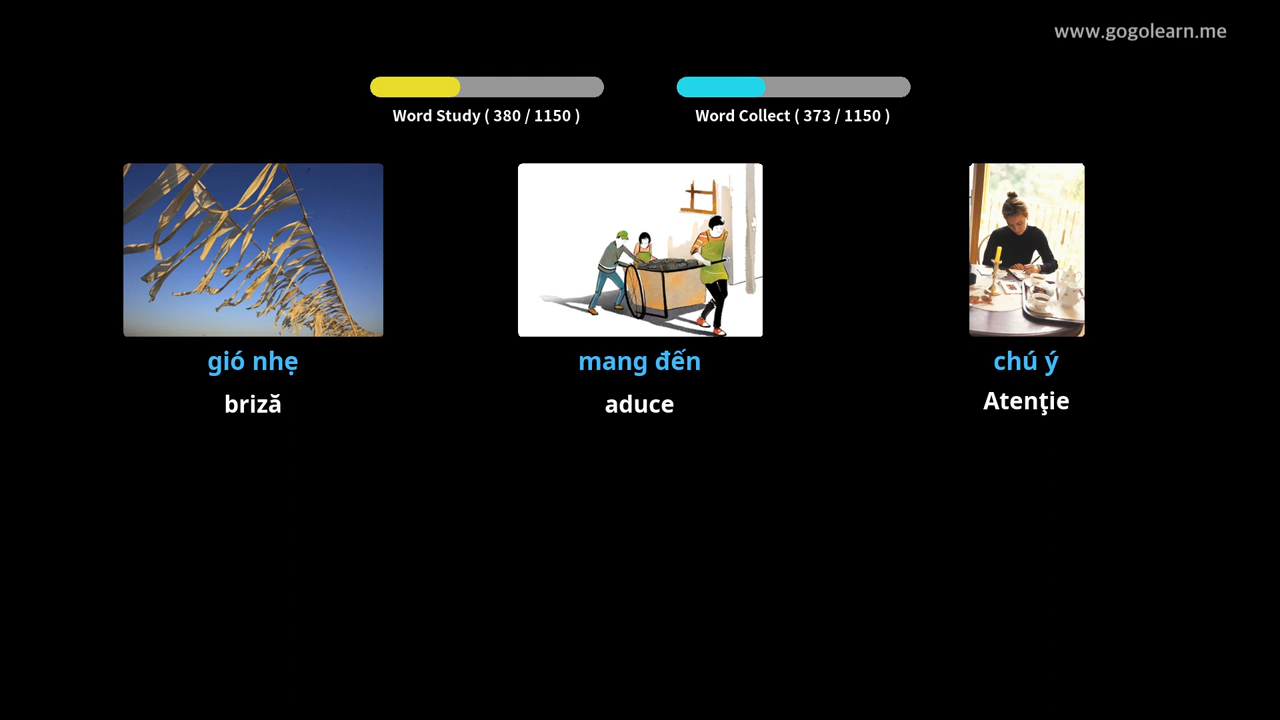 www.gogolearn.me
Word Study ( 380 / 1150 )
Word Collect ( 373 / 1150 )
gió nhẹ
mang đến
chú ý
briză
aduce
Atenţie